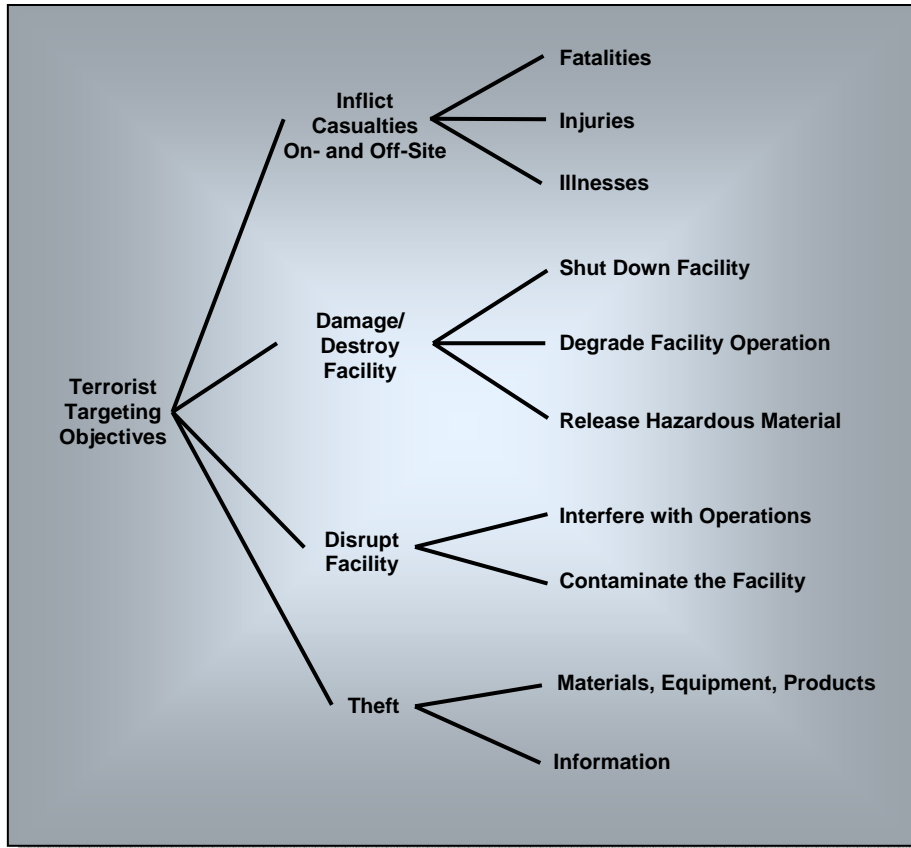 Terrorist
Targeting
Objectives
Inflict
Casualties
On- and Off-Site
Fatalities
Injuries
Illnesses
Damage/
Destroy
Facility
Shut Down Facility
Degrade Facility Operation
Release Hazardous Material
Disrupt
Facility
Interfere with Operations
Contaminate the Facility
Theft
Materials, Equipment, Products
Information